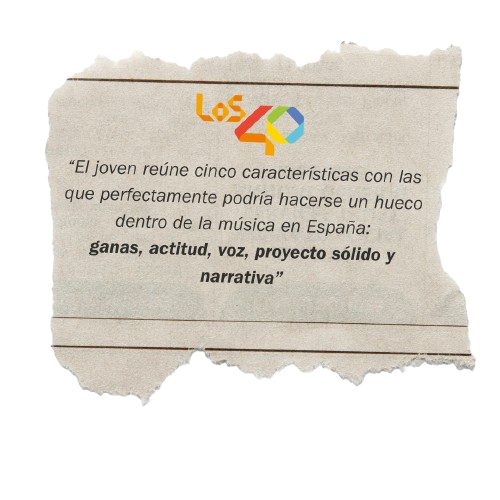 LOS
40
“El joven reúne cinco características con las
que perfectamente podría hacerse un hueco
dentro de la música en España:
ganas, actitud, voz, proyecto sólido y
narrativa”